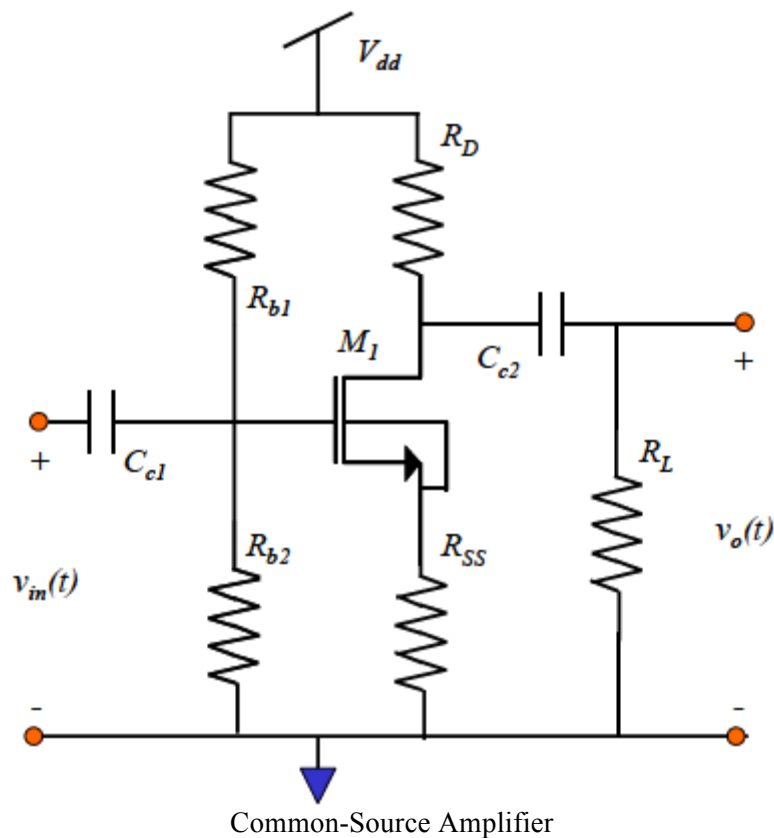 V_dd
R_D
R_b1
M_1
C_c2
+
+
C_c1
R_L
R_b2
R_SS
v_o(t)
v_in(t)
-
-
Common-Source Amplifier